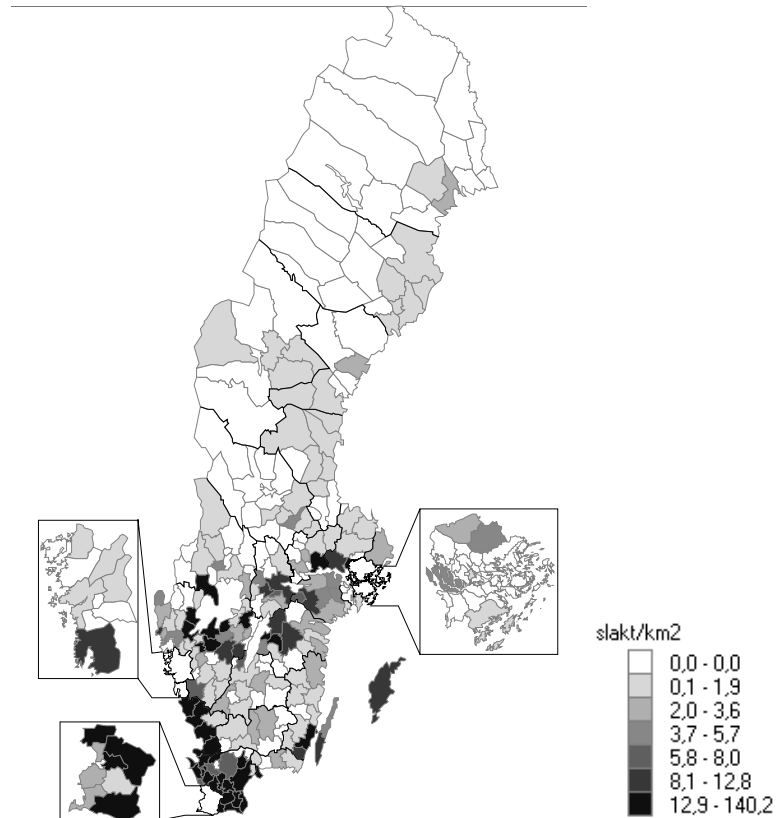 slakt/km2
0,0 - 0,0
0,1 - 1,9
2,0 - 3,6
3,7 - 5,7
5,8 - 8,0
8,1 - 12,8
12,9 - 140,2